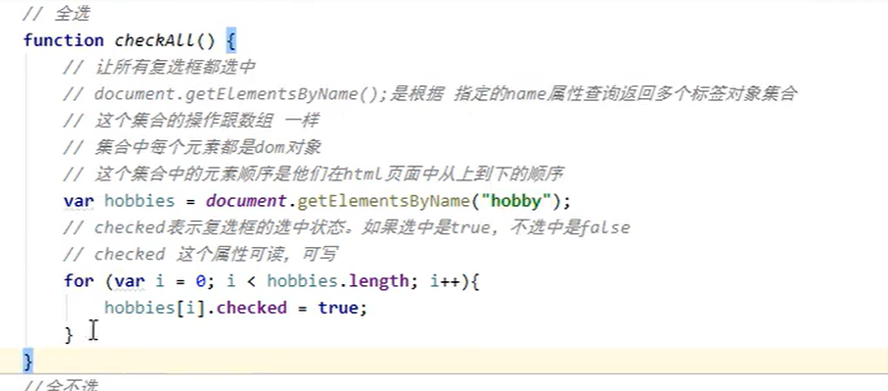 // 全选
function checkAll() {
// 让所有复选框都选中
// document.getElementsByName();是根据 指定的name属性查询返回多个标签对象集合
// 这个集合的操作跟数组 一样
// 集合中每个元素都是dom对象
// 这个集合中的元素顺序是他们在html页面中从上到下的顺序
var hobbies = document.getElementsByName("hobby");
// checked表示复选框的选中状态。如果选中是true，不选中是false
// checked 这个属性可读，可写
for (var i = 0; i < hobbies.length; i++){
hobbies[i].checked = true;
}
}
//全不选